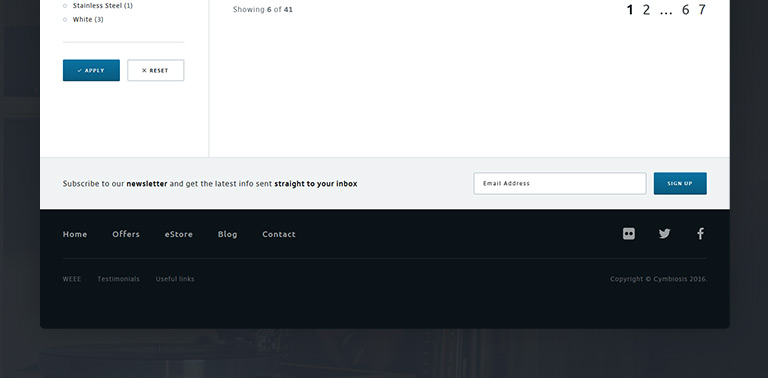 Stainless Steel (1)
White (3)
✓ APPLY
✕ RESET
Showing 6 of 41
1 2 ... 6 7
Subscribe to our newsletter and get the latest info sent straight to your inbox
Email Address
SIGN UP
Home Offers eStore Blog Contact
WEEE Testimonials Useful links
Copyright © Cymbiosis 2016.